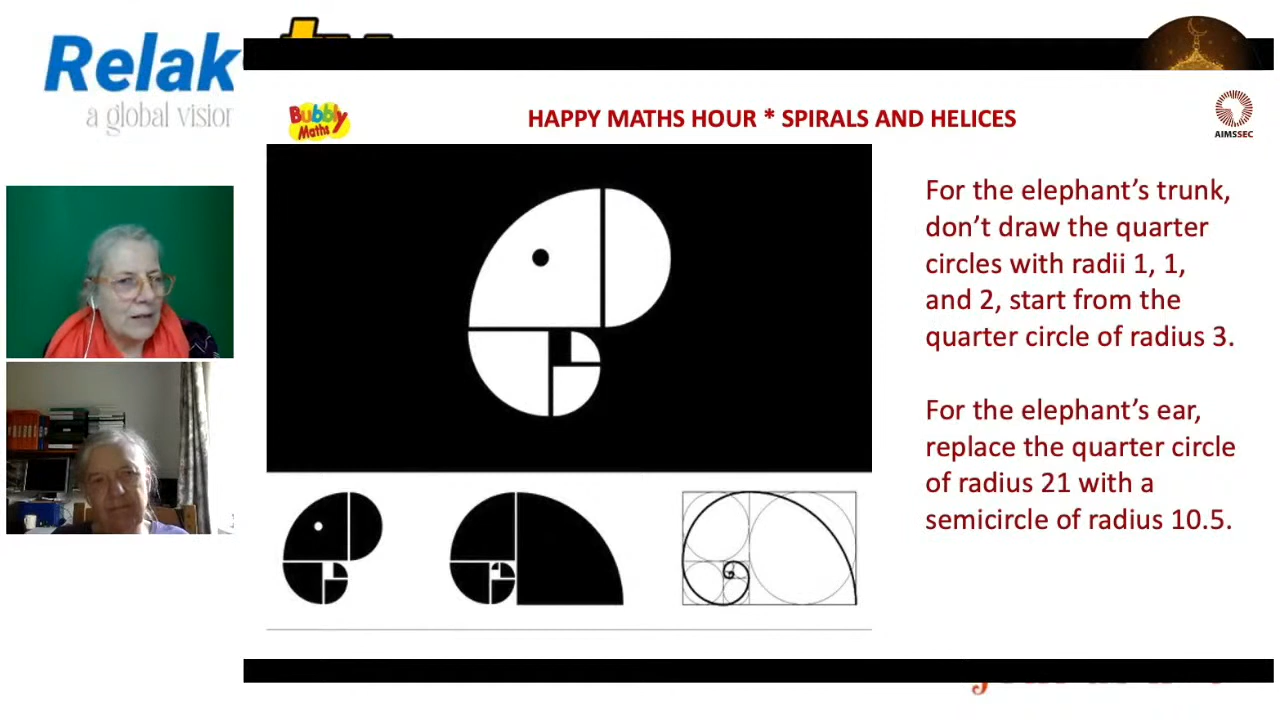 Relak
a global vision
Bubbly
Maths
HAPPY MATHS HOUR * SPIRALS AND HELICES
AIMSSEC
For the elephant’s trunk,
don’t draw the quarter
circles with radii 1, 1,
and 2, start from the
quarter circle of radius 3.
For the elephant’s ear,
replace the quarter circle
of radius 21 with a
semicircle of radius 10.5.